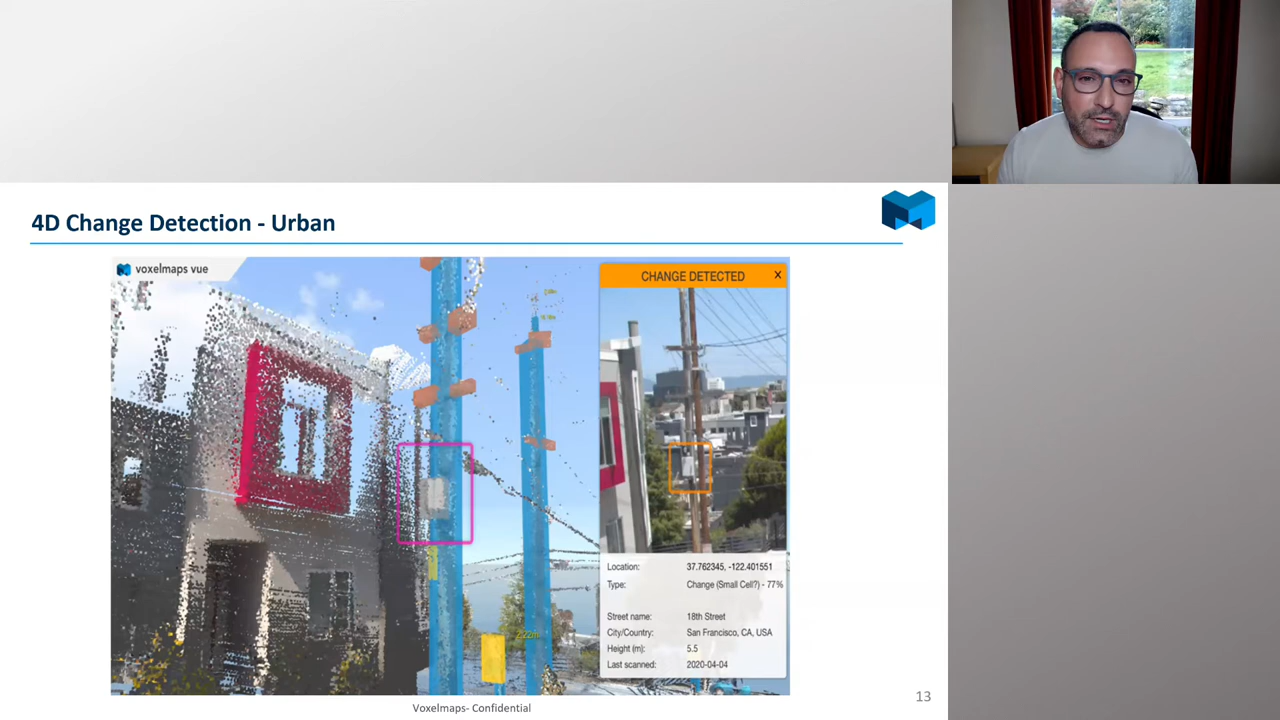 4D Change Detection - Urban
voxelmaps vue
CHANGE DETECTED
X
2.22m
Location: 37.762345, -122.401551
Type: Change (Small Cell?) - 77%
Street name: 18th Street
City/Country: San Francisco, CA, USA
Height (m): 5.5
Last scanned: 2020-04-04
Voxelmaps- Confidential
13